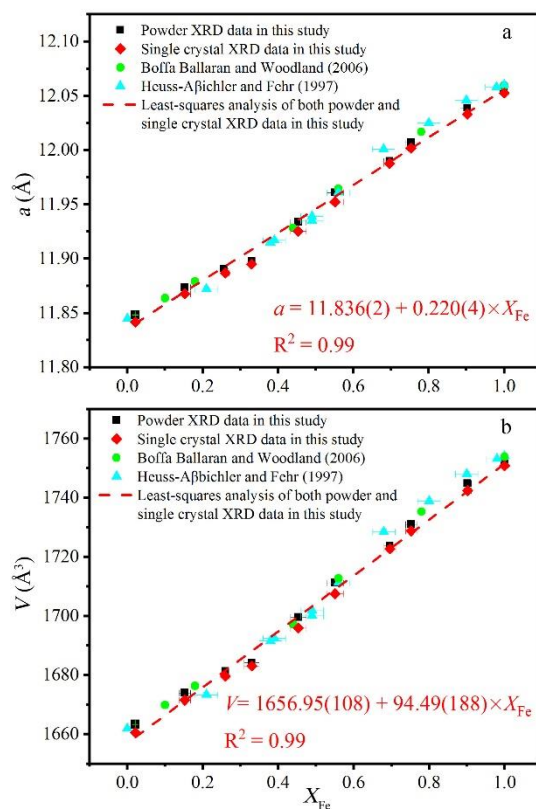 12.10
12.05
12.00
11.95
11.90
11.85
11.80
a (Å)
a
Powder XRD data in this study
Single crystal XRD data in this study
Boffa Ballaran and Woodland (2006)
Heuss-Aβbichler and Fehr (1997)
Least-squares analysis of both powder and
single crystal XRD data in this study
a = 11.836(2) + 0.220(4)×XFe
R² = 0.99
0.0 0.2 0.4 0.6 0.8 1.0
1760
1740
1720
1700
1680
1660
V (Å³)
b
Powder XRD data in this study
Single crystal XRD data in this study
Boffa Ballaran and Woodland (2006)
Heuss-Aβbichler and Fehr (1997)
Least-squares analysis of both powder and
single crystal XRD data in this study
V= 1656.95(108) + 94.49(188)×XFe
R² = 0.99
0.0 0.2 0.4 0.6 0.8 1.0
XFe